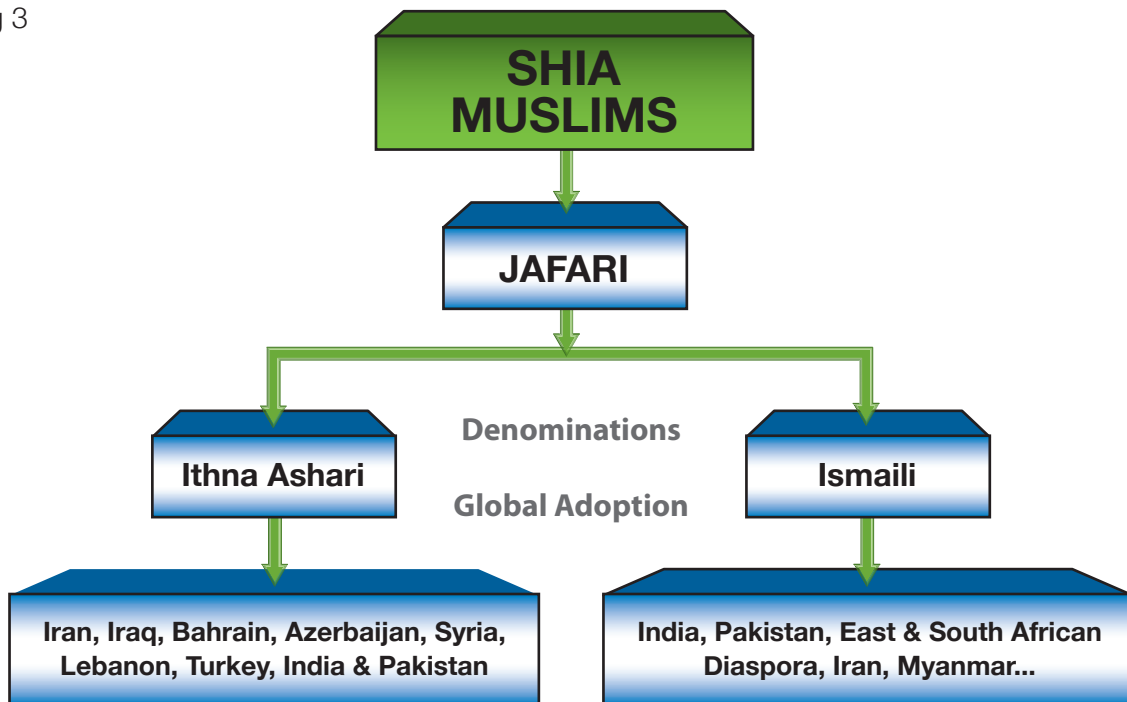 3
SHIA
MUSLIMS
JAFARI
Denominations
Ithna Ashari
Ismaili
Global Adoption
Iran, Iraq, Bahrain, Azerbaijan, Syria,
Lebanon, Turkey, India & Pakistan
India, Pakistan, East & South African
Diaspora, Iran, Myanmar...